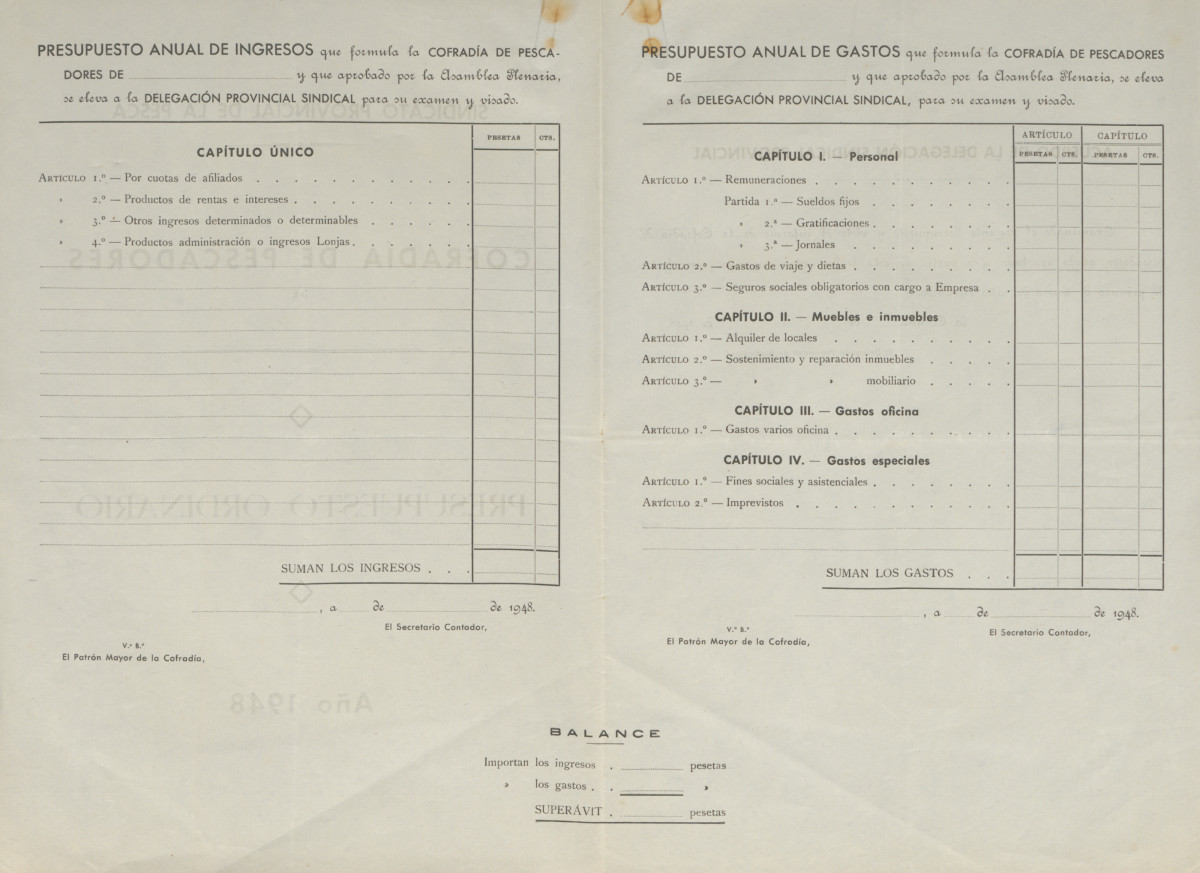 PRESUPUESTO ANUAL DE INGRESOS que formula la COFRADÍA DE PESCA-
DORES DE y que aprobado por la Asamblea Plenaria,
se eleva a la DELEGACIÓN PROVINCIAL SINDICAL para su examen y visado.
PESETAS CTS.
CAPÍTULO ÚNICO
ARTÍCULO 1.º — Por cuotas de afiliados
» 2.º — Productos de rentas e intereses
» 3.º — Otros ingresos determinados o determinables
» 4.º — Productos administración o ingresos Lonjas
SUMAN LOS INGRESOS
, a de de 1948.
El Secretario Contador,
V.º B.º
El Patrón Mayor de la Cofradía,
PRESUPUESTO ANUAL DE GASTOS que formula la COFRADÍA DE PESCADORES
DE y que aprobado por la Asamblea Plenaria, se eleva
a la DELEGACIÓN PROVINCIAL SINDICAL, para su examen y visado.
ARTÍCULO CAPÍTULO
PESETAS CTS. PESETAS CTS.
CAPÍTULO I. — Personal
ARTÍCULO 1.º — Remuneraciones
Partida 1.ª — Sueldos fijos
» 2.ª — Gratificaciones
» 3.ª — Jornales
ARTÍCULO 2.º — Gastos de viaje y dietas
ARTÍCULO 3.º — Seguros sociales obligatorios con cargo a Empresa
CAPÍTULO II. — Muebles e inmuebles
ARTÍCULO 1.º — Alquiler de locales
ARTÍCULO 2.º — Sostenimiento y reparación inmuebles
ARTÍCULO 3.º — » » mobiliario
CAPÍTULO III. — Gastos oficina
ARTÍCULO 1.º — Gastos varios oficina
CAPÍTULO IV. — Gastos especiales
ARTÍCULO 1.º — Fines sociales y asistenciales
ARTÍCULO 2.º — Imprevistos
SUMAN LOS GASTOS
, a de de 1948.
El Secretario Contador,
V.º B.º
El Patrón Mayor de la Cofradía,
BALANCE
Importan los ingresos . pesetas
» los gastos . . »
SUPERÁVIT . pesetas